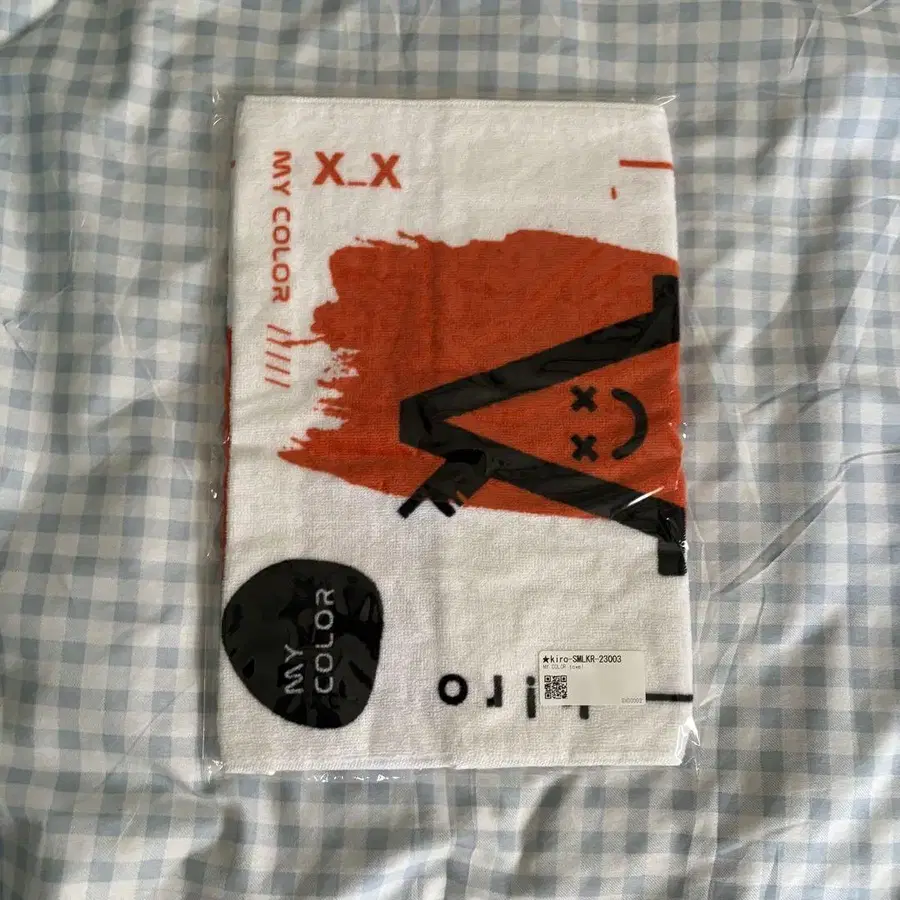 X_X
MY COLOR /////
MY
COLOR
kiro
★kiro-SMLKR-23003